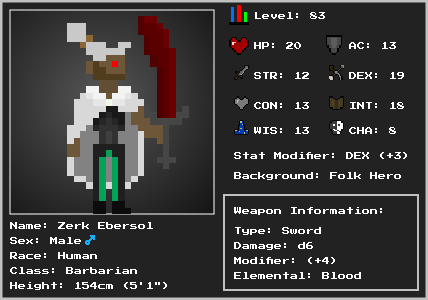 Level: 83
HP: 20 AC: 13
STR: 12 DEX: 19
CON: 13 INT: 18
WIS: 13 CHA: 8
Stat Modifier: DEX (+3)
Background: Folk Hero
Name: Zerk Ebersol
Sex: Male♂
Race: Human
Class: Barbarian
Height: 154cm (5'1")
Weapon Information:
Type: Sword
Damage: d6
Modifier: (+4)
Elemental: Blood